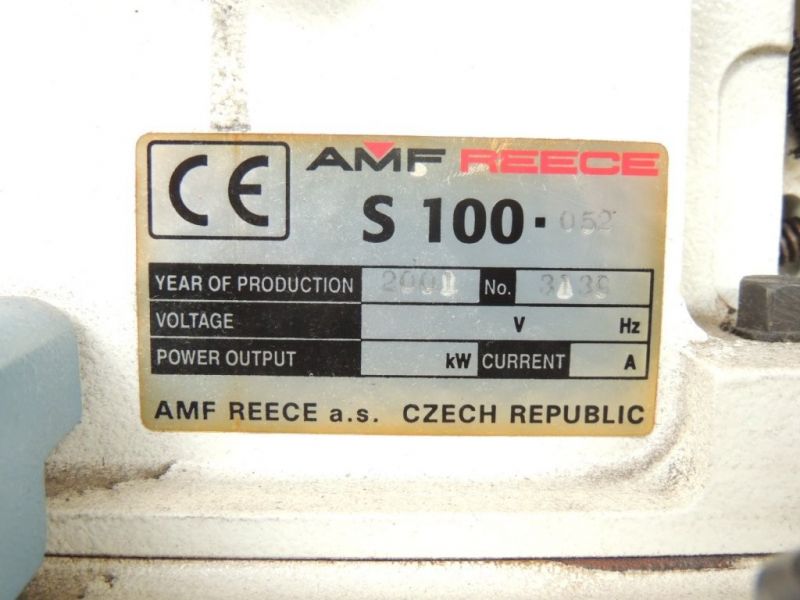 CE AMF REECE
S 100 · 052
YEAR OF PRODUCTION 2001 No.
VOLTAGE V Hz
POWER OUTPUT kW CURRENT A
AMF REECE a.s. CZECH REPUBLIC